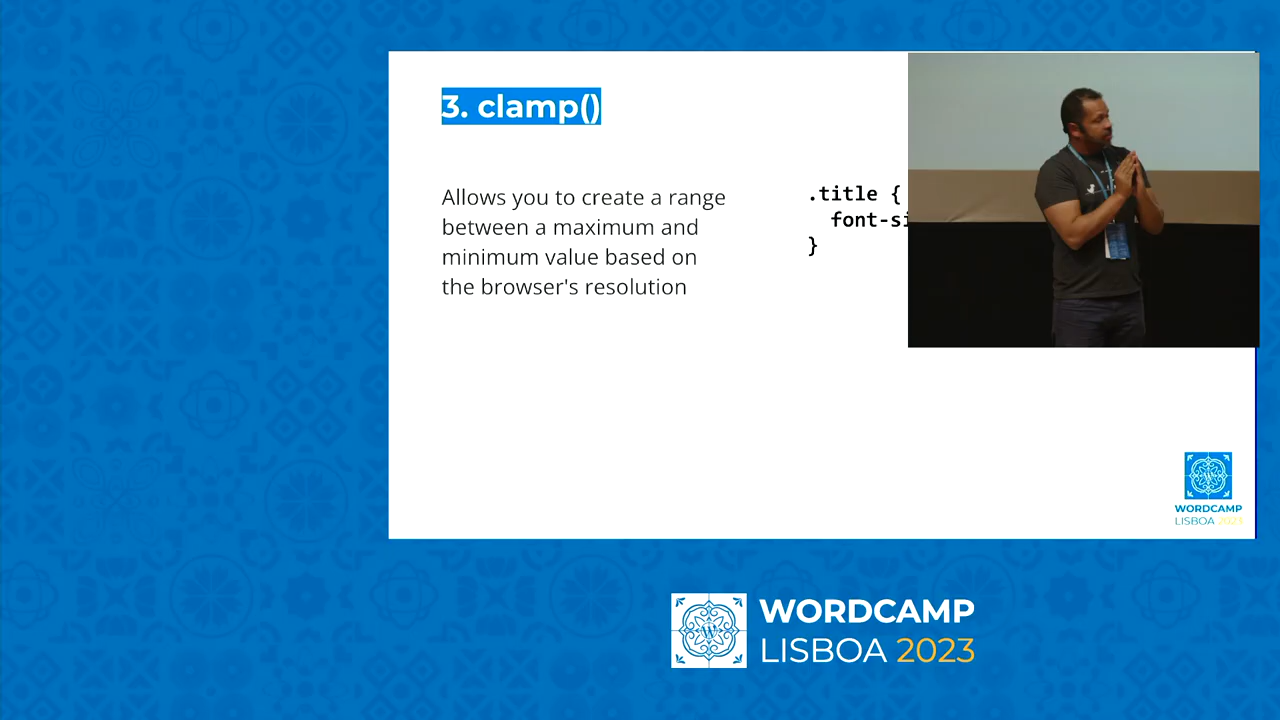 3. clamp()
Allows you to create a range
between a maximum and
minimum value based on
the browser's resolution
.title {
font-si
}
WORDCAMP
LISBOA 2023
WORDCAMP
LISBOA 2023